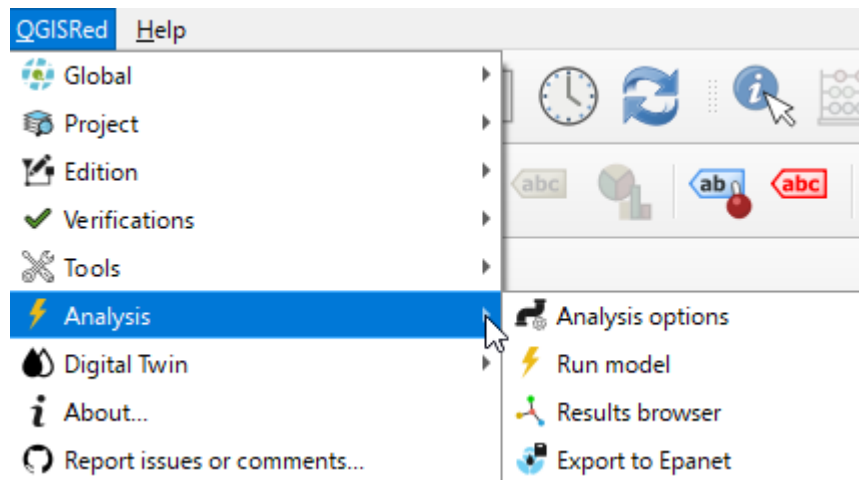 QGISRed Help
Global
Project
Edition
Verifications
Tools
Analysis
Digital Twin
About...
Report issues or comments...
abc
ab
abc
Analysis options
Run model
Results browser
Export to Epanet